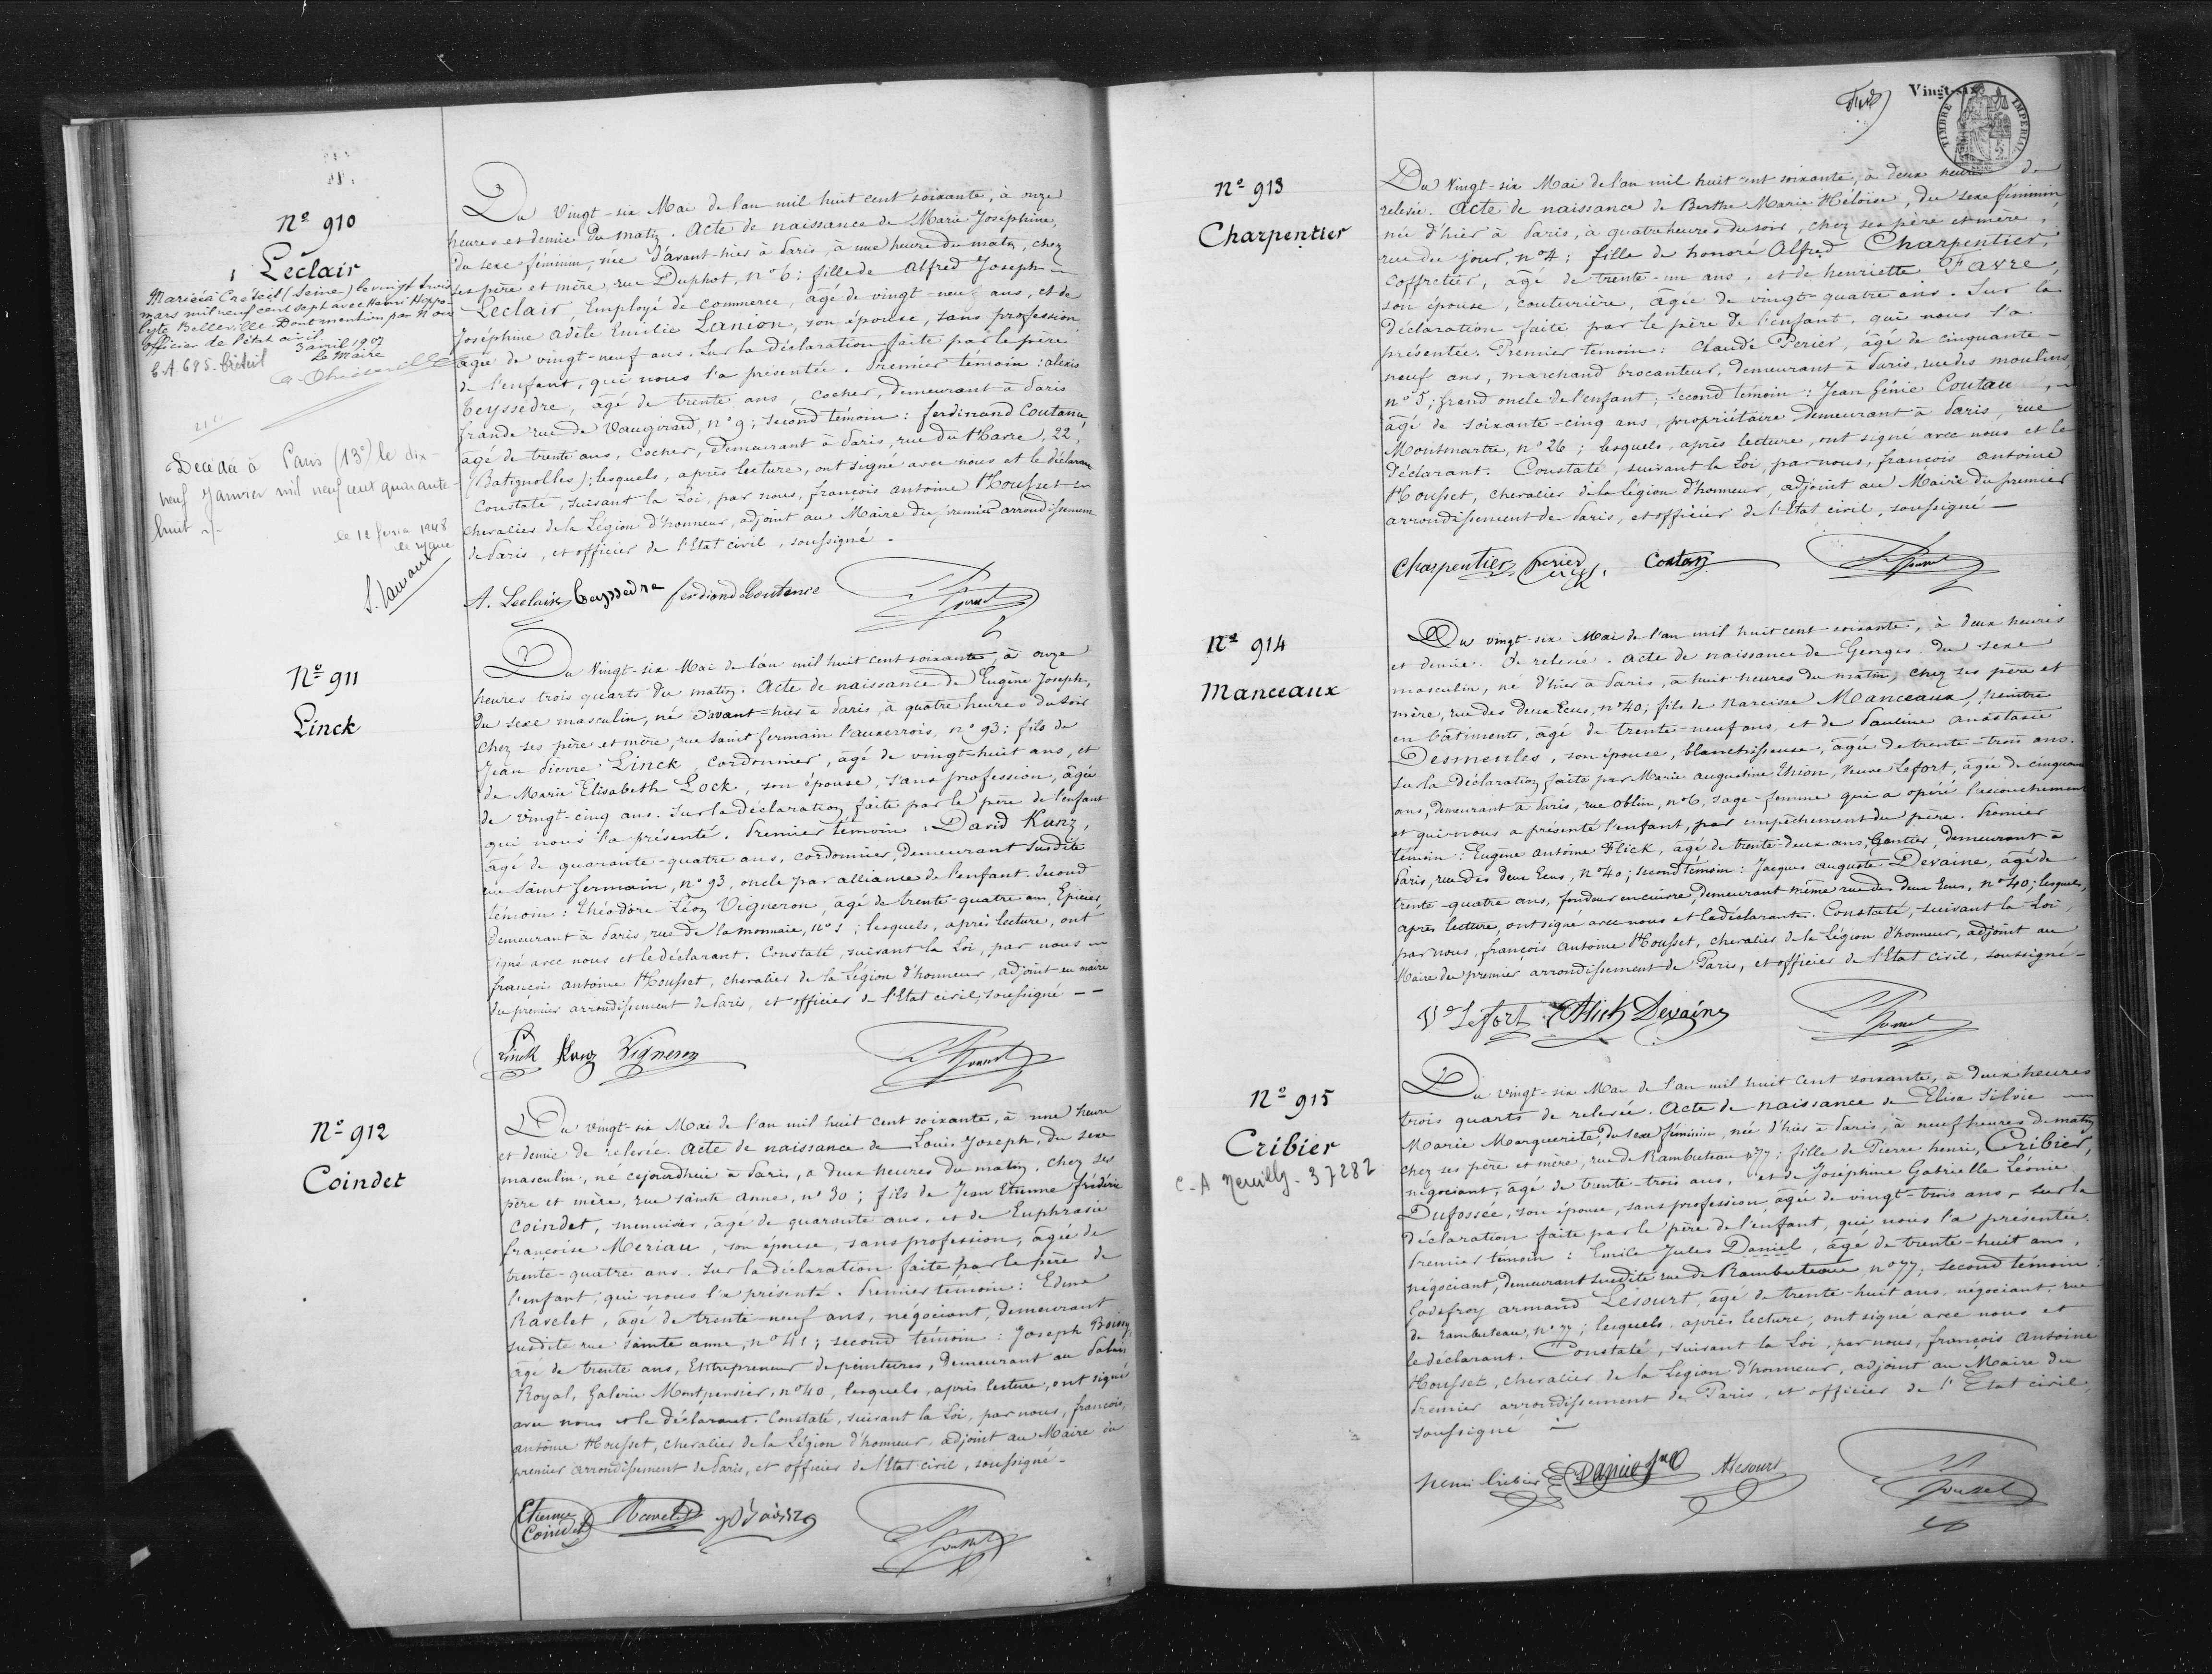 Nº 910
Leclair
Mariée à Créteil (Seine) le vingt trois
mars mil neuf cent sept avec Henri Hippo-
lyte Belleville. Dont mention par Nous
officier de l'état civil.
3 avril 1907
Le Maire
C.A. 695. Créteil
Décédée à Paris (13e) le dix-
neuf Janvier mil neuf cent quarante-
huit
1948
Du Vingt-six Mai de l'an mil huit cent soixante, à onze
heures et demie du matin. Acte de naissance de Marie Joséphine,
du sexe féminin, née d'avant-hier à Paris, à une heure du matin, chez
ses père et mère, rue Duphot, nº 6; fille de Alfred Joseph
Leclair, Employé de commerce, âgé de vingt-neuf ans, et de
Joséphine Adèle Emilie Lanion, son épouse, sans profession
âgée de vingt-neuf ans. Sur la déclaration faite par le père
de l'enfant, qui nous l'a présentée. Premier témoin: alexis
Teyssèdre, âgé de trente ans, cocher, demeurant à Paris
grande rue de Vaugirard, nº 9; second témoin: ferdinand Coutance
âgé de trente ans, cocher, demeurant à Paris, rue du Havre, 22,
(Batignolles); lesquels, après lecture, ont signé avec nous et le déclarant
Constaté, suivant la Loi, par nous, françois antoine Housset
chevalier de la Légion d'honneur, adjoint au Maire du premier arrondissement
de Paris, et officier de l'Etat civil, soussigné.
A. Leclair Teyssedre ferdinand Coutance
Nº 911
Linck
Du Vingt-six Mai de l'an mil huit cent soixante, à onze
heures trois quarts du matin. Acte de naissance de Eugène Joseph,
du sexe masculin, né d'avant-hier à Paris, à quatre heures du soir
chez ses père et mère, rue Saint Germain l'auxerrois, nº 93: fils de
Jean Pierre Linck, cordonnier, âgé de vingt-huit ans, et
de Marie Elisabeth Lock, son épouse, sans profession, âgée
de vingt-cinq ans. Sur la déclaration faite par le père de l'enfant
qui nous l'a présenté. Premier témoin: David Kunz,
âgé de quarante-quatre ans, cordonnier, demeurant susdite
rue Saint Germain, nº 93, oncle par alliance de l'enfant. Second
témoin: théodore Léon Vigneron, âgé de trente-quatre ans, Epicier,
demeurant à Paris, rue de la monnaie, nº ; lesquels, après lecture, ont
signé avec nous et le déclarant. Constaté, suivant la Loi, par nous
françois antoine Housset, chevalier de la Légion d'honneur, adjoint au maire
du premier arrondissement de Paris, et officier de l'Etat civil, soussigné
Linck Kunz Vigneron
Nº 912
Coindet
Du vingt-six Mai de l'an mil huit cent soixante, à une heure
et demie de relevée. Acte de naissance de Louis Joseph, du sexe
masculin, né cejourd'hui à Paris, à deux heures du matin, chez ses
père et mère, rue sainte anne, nº 30; fils de Jean Etienne frédéric
Coindet, menuisier, âgé de quarante ans, et de Euphrasie
françoise Meriau, son épouse, sans profession, âgée de
trente-quatre ans. Sur la déclaration faite par le père de
l'enfant, qui nous l'a présenté. Premier témoin: Edme
Ravelet, âgé de trente-neuf ans, négociant, demeurant
susdite rue sainte anne, nº 41; second témoin: Joseph Boissy
âgé de trente ans, Entrepreneur de peintures, demeurant au Palais
Royal, Galerie Montpensier, nº 40, lesquels, après lecture, ont signé
avec nous et le déclarant. Constaté, suivant la Loi, par nous, françois
antoine Housset, chevalier de la Légion d'honneur, adjoint au Maire du
premier arrondissement de Paris, et officier de l'Etat civil, soussigné.
Etienne
Coindet Ravelet
Vingt-six
TIMBRE IMPERIAL
Nº 913
Charpentier
Du Vingt-six Mai de l'an mil huit cent soixante, à deux heures de
relevée. Acte de naissance de Berthe Marie Héloïse, du sexe féminin,
née d'hier à Paris, à quatre heures du soir, chez ses père et mère,
rue du jour, nº 4; fille de honoré Alfred Charpentier,
Coffretier, âgé de trente-un ans, et de henriette Favre,
son épouse, couturière, âgée de vingt-quatre ans. Sur la
déclaration faite par le père de l'enfant, qui nous l'a
présentée. Premier témoin: Claude Perier, âgé de cinquante-
neuf ans, marchand brocanteur, demeurant à Paris, rue des moulins,
nº 5; grand oncle de l'enfant; second témoin: Jean Génie Coutan
âgé de soixante-cinq ans, propriétaire demeurant à Paris, rue
Montmartre, nº 26; lesquels, après lecture, ont signé avec nous et le
déclarant. Constaté, suivant la Loi, par nous, françois antoine
Housset, chevalier de la Légion d'honneur, adjoint au Maire du premier
arrondissement de Paris, et officier de l'Etat civil, soussigné
Charpentier perier Coutan
Nº 914
Manceaux
Du vingt-six Mai de l'an mil huit cent soixante, à deux heures
et demie de relevée. Acte de naissance de Georges du sexe
masculin, né d'hier à Paris, à huit heures du matin, chez ses père et
mère, rue des Deux Ecus, nº 40; fils de Narcisse Manceaux, peintre
en bâtiments, âgé de trente-neuf ans, et de Pauline anastasie
Desmeules, son épouse, blanchisseuse, âgée de trente-trois ans.
Sur la déclaration faite par Marie augustine Thion, Veuve Lefort, âgée de cinquante
ans, demeurant à Paris, rue Oblin, nº 6, sage-femme qui a opéré l'accouchement
et qui nous a présenté l'enfant, par empêchement du père. Premier
témoin: Eugène antoine Flick, âgé de trente-deux ans, Gantier, demeurant à
Paris, rue des deux Ecus, nº 40; second témoin: Jacques auguste Devaine, âgé de
trente-quatre ans, fondeur en cuivre, demeurant même rue des deux Ecus, nº 40; lesquels,
après lecture, ont signé avec nous et la déclarante. Constaté, suivant la Loi,
par nous, françois antoine Housset, chevalier de la Légion d'honneur, adjoint au
Maire du premier arrondissement de Paris, et officier de l'Etat civil, soussigné
Ve Lefort EFlick Devaine
Nº 915
Cribier
C.A Neuilly. 37282
Du vingt-six Mai de l'an mil huit cent soixante, à deux heures
trois quarts de relevée. Acte de naissance de Elisa Silvie
Marie Marguerite, du sexe féminin, née d'hier à Paris, à neuf heures du matin
chez ses père et mère, rue de Rambuteau 77; fille de Pierre henri, Cribier,
négociant, âgé de trente-trois ans, et de Joséphine Gabrielle Léonie
Dufossée, son épouse, sans profession, âgée de vingt-trois ans. Sur la
déclaration faite par le père de l'enfant, qui nous l'a présentée.
Premier témoin: Emile Jules Daniel, âgé de trente-huit ans,
négociant, demeurant susdite rue de Rambuteau nº 77; second témoin:
Godefroy armand Lesourt, âgé de trente-huit ans, négociant, rue
de rambuteau, nº ; lesquels, après lecture, ont signé avec nous et
le déclarant. Constaté, suivant la Loi, par nous, françois Antoine
Housset, chevalier de la Légion d'honneur, adjoint au Maire du
Premier arrondissement de Paris, et officier de l'Etat civil,
soussigné
henri Cribier Daniel ALesourt